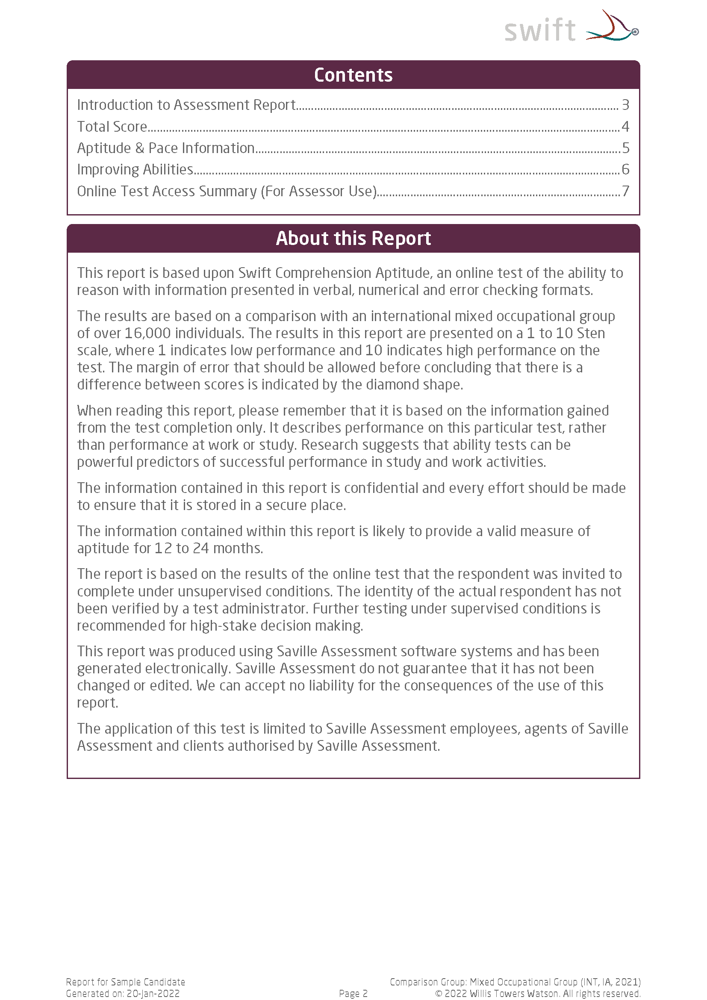 swift
Contents
Introduction to Assessment Report.......................................................................................................... 3
Total Score...........................................................................................................................................................4
Aptitude & Pace Information........................................................................................................................5
Improving Abilities............................................................................................................................................6
Online Test Access Summary (For Assessor Use)................................................................................7
About this Report
This report is based upon Swift Comprehension Aptitude, an online test of the ability to
reason with information presented in verbal, numerical and error checking formats.
The results are based on a comparison with an international mixed occupational group
of over 16,000 individuals. The results in this report are presented on a 1 to 10 Sten
scale, where 1 indicates low performance and 10 indicates high performance on the
test. The margin of error that should be allowed before concluding that there is a
difference between scores is indicated by the diamond shape.
When reading this report, please remember that it is based on the information gained
from the test completion only. It describes performance on this particular test, rather
than performance at work or study. Research suggests that ability tests can be
powerful predictors of successful performance in study and work activities.
The information contained in this report is confidential and every effort should be made
to ensure that it is stored in a secure place.
The information contained within this report is likely to provide a valid measure of
aptitude for 12 to 24 months.
The report is based on the results of the online test that the respondent was invited to
complete under unsupervised conditions. The identity of the actual respondent has not
been verified by a test administrator. Further testing under supervised conditions is
recommended for high-stake decision making.
This report was produced using Saville Assessment software systems and has been
generated electronically. Saville Assessment do not guarantee that it has not been
changed or edited. We can accept no liability for the consequences of the use of this
report.
The application of this test is limited to Saville Assessment employees, agents of Saville
Assessment and clients authorised by Saville Assessment.
Report for Sample Candidate
Comparison Group: Mixed Occupational Group (INT, IA, 2021)
Generated on: 20-Jan-2022
Page 2
© 2022 Willis Towers Watson. All rights reserved.